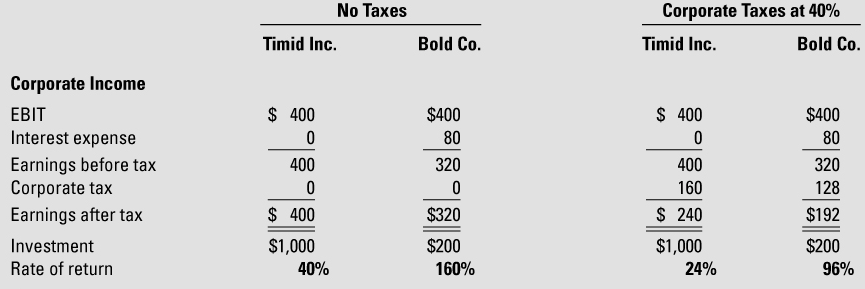 No Taxes Corporate Taxes at 40%
Timid Inc. Bold Co. Timid Inc. Bold Co.
Corporate Income
EBIT $ 400 $400 $ 400 $400
Interest expense 0 80 0 80
Earnings before tax 400 320 400 320
Corporate tax 0 0 160 128
Earnings after tax $ 400 $320 $ 240 $192
Investment $1,000 $200 $1,000 $200
Rate of return 40% 160% 24% 96%